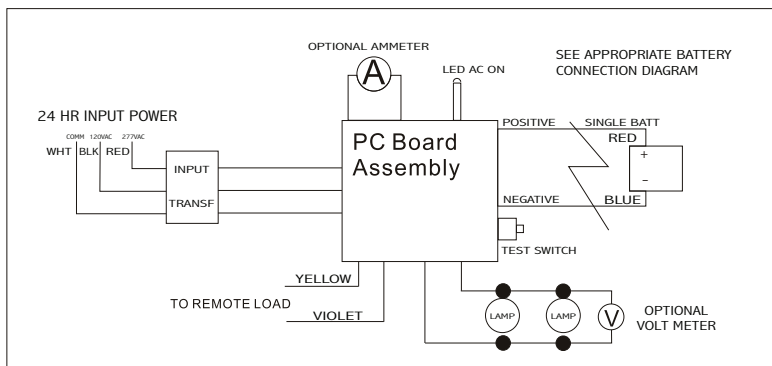 OPTIONAL AMMETER
A
LED AC ON
SEE APPROPRIATE BATTERY
CONNECTION DIAGRAM
24 HR INPUT POWER
COMM 120VAC 277VAC
WHT BLK RED
INPUT
TRANSF
PC Board
Assembly
POSITIVE SINGLE BATT
RED
+
–
NEGATIVE BLUE
TEST SWITCH
YELLOW
TO REMOTE LOAD
VIOLET
LAMP LAMP V
OPTIONAL
VOLT METER